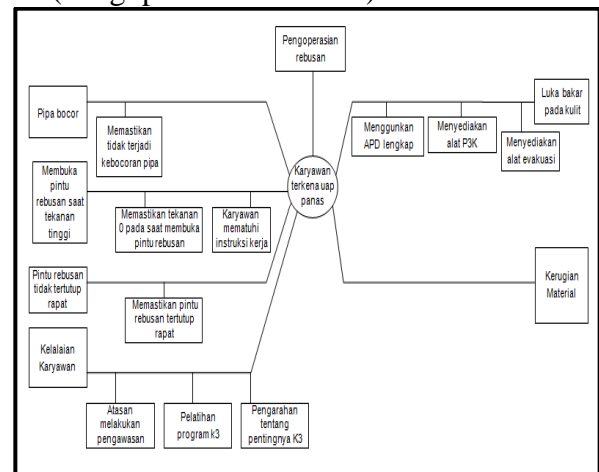 Pengoperasian
rebusan
Pipa bocor
Memastikan
tidak terjadi
kebocoran pipa
Membuka
pintu
rebusan saat
tekanan
tinggi
Memastikan tekanan
0 pada saat membuka
pintu rebusan
Karyawan
mematuhi
instruksi kerja
Pintu rebusan
tidak tertutup
rapat
Memastikan pintu
rebusan tertutup
rapat
Kelalaian
Karyawan
Atasan
melakukan
pengawasan
Pelatihan
program k3
Pengarahan
tentang
pentingnya K3
Karyawan
terkena uap
panas
Menggunkan
APD lengkap
Menyediakan
alat P3K
Menyediakan
alat evakuasi
Luka bakar
pada kulit
Kerugian
Material